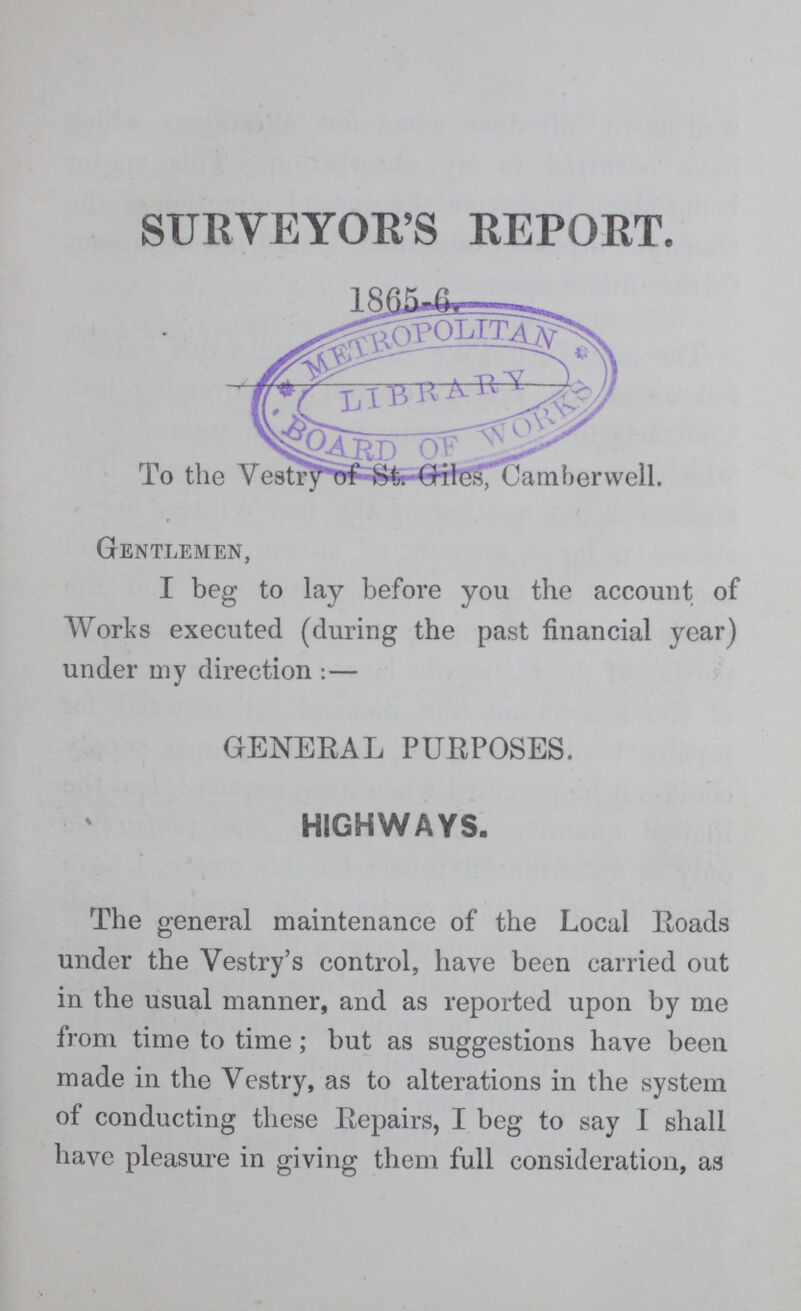 SURVEYOR'S REPORT.
1865-6.
* METROPOLITAN *
LIBRARY
BOARD OF WORKS
To the Vestry of St. Giles, Camberwell.
GENTLEMEN,
I beg to lay before you the account of
Works executed (during the past financial year)
under my direction :—
GENERAL PURPOSES.
HIGHWAYS.
The general maintenance of the Local Roads
under the Vestry's control, have been carried out
in the usual manner, and as reported upon by me
from time to time; but as suggestions have been
made in the Vestry, as to alterations in the system
of conducting these Repairs, I beg to say I shall
have pleasure in giving them full consideration, as